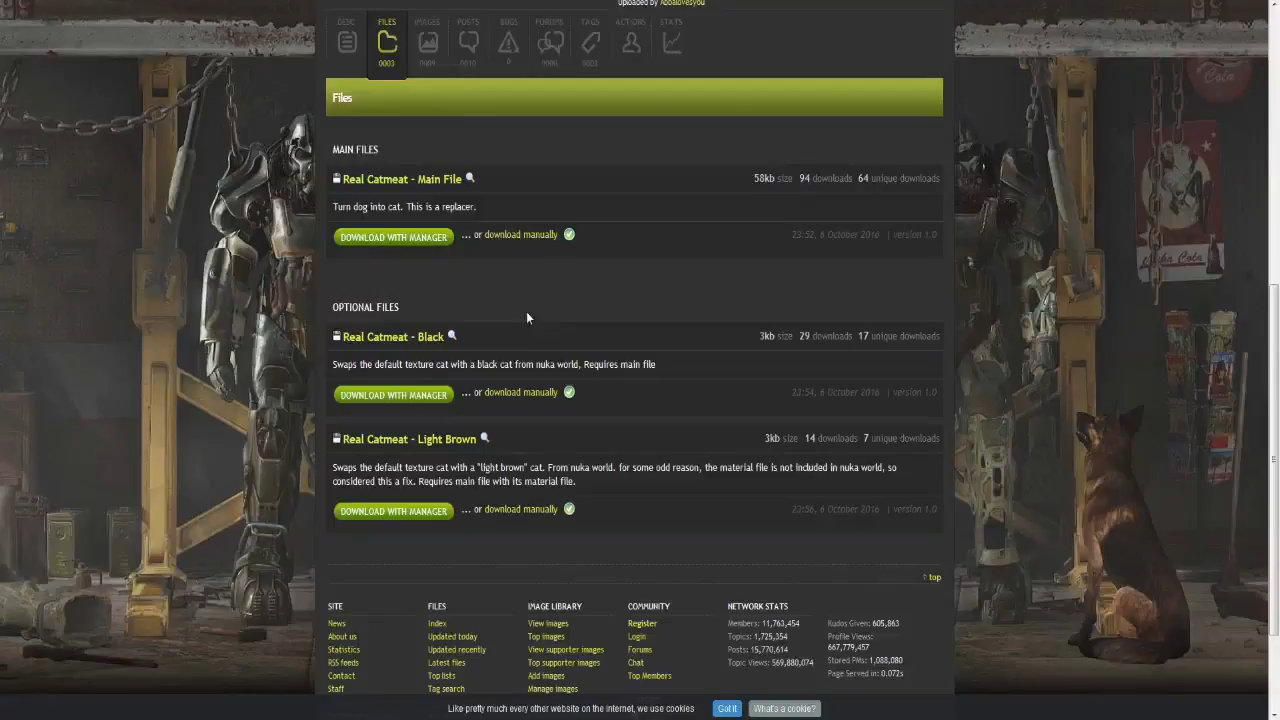 Uploaded by Abbalovesyou
DESC FILES IMAGES POSTS BUGS FORUMS TAGS ACTIONS STATS
0003 0009 0010 0 0006 0003
Files
MAIN FILES
Real Catmeat - Main File 58kb size 94 downloads 64 unique downloads
Turn dog into cat. This is a replacer.
DOWNLOAD WITH MANAGER ... or download manually 23:52, 6 October 2016 | version 1.0
OPTIONAL FILES
Real Catmeat - Black 3kb size 29 downloads 17 unique downloads
Swaps the default texture cat with a black cat from nuka world, Requires main file
DOWNLOAD WITH MANAGER ... or download manually 23:54, 6 October 2016 | version 1.0
Real Catmeat - Light Brown 3kb size 14 downloads 7 unique downloads
Swaps the default texture cat with a "light brown" cat. From nuka world. for some odd reason, the material file is not included in nuka world, so
considered this a fix. Requires main file with its material file.
DOWNLOAD WITH MANAGER ... or download manually 23:56, 6 October 2016 | version 1.0
top
SITE FILES IMAGE LIBRARY COMMUNITY NETWORK STATS
News Index View images Register Members: 11,763,454 Kudos Given: 605,863
About us Updated today Top images Login Topics: 1,725,354 Profile Views:
667,779,457
Statistics Updated recently View supporter images Forums Posts: 15,770,614
RSS feeds Latest files Top supporter images Chat Topic Views: 569,880,074 Stored PMs: 1,088,080
Contact Top lists Add images Top Members Page Served in: 0.072s
Staff Tag search Manage images
Like pretty much every other website on the internet, we use cookies Got it What's a cookie?
Cola
Cola